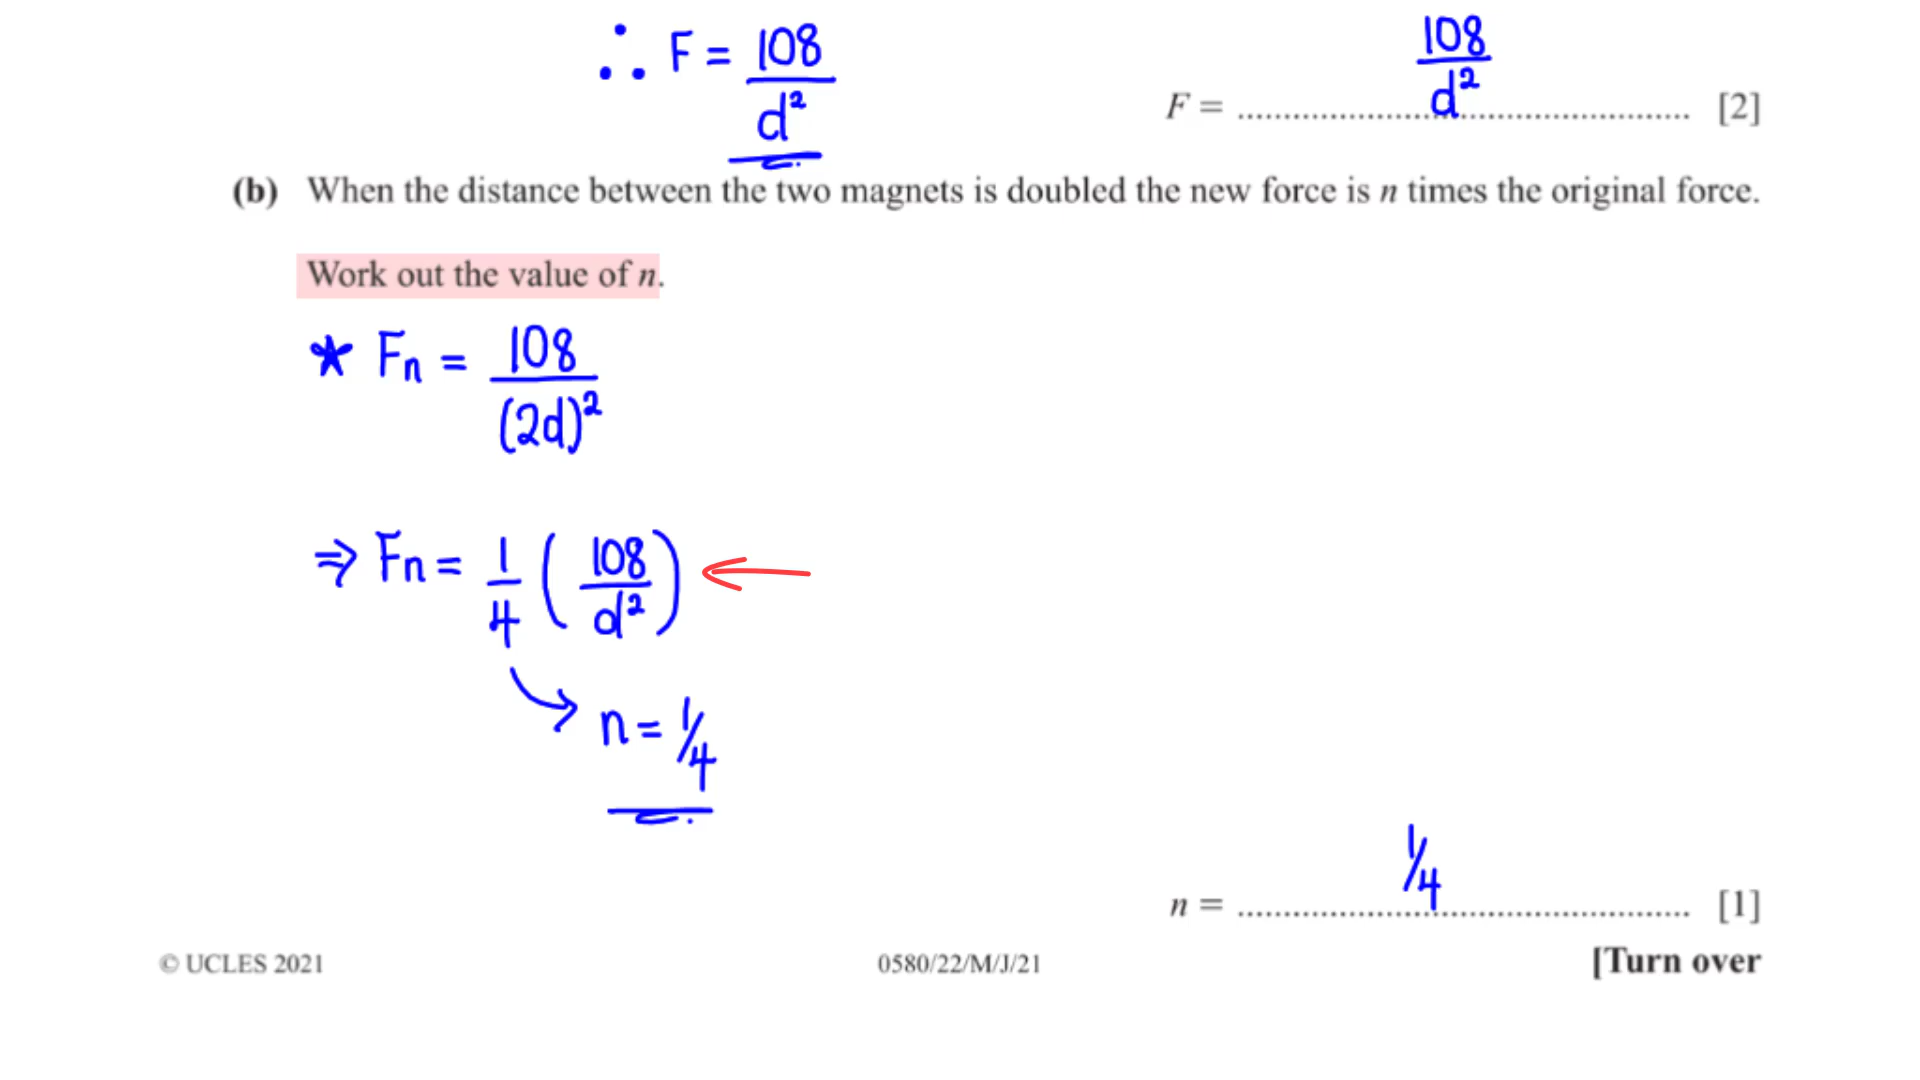 ∴ F = 108/d²
F = 108/d² [2]
(b) When the distance between the two magnets is doubled the new force is n times the original force.
Work out the value of n.
* Fn = 108/(2d)²
⇒ Fn = 1/4 (108/d²)
n = 1/4
n = 1/4 [1]
© UCLES 2021 0580/22/M/J/21 [Turn over